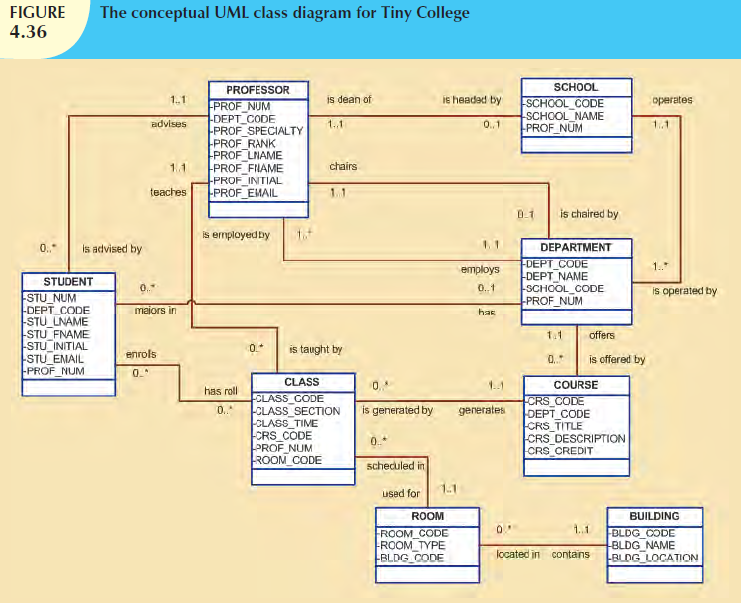 FIGURE
4.36
The conceptual UML class diagram for Tiny College
PROFESSOR
-PROF_NUM
-DEPT_CODE
-PROF_SPECIALTY
-PROF_RANK
-PROF_LNAME
-PROF_FNAME
-PROF_INTIAL
-PROF_EMAIL
1..1
advises
1..1
teaches
is dean of
1..1
is headed by
0..1
SCHOOL
-SCHOOL_CODE
-SCHOOL_NAME
-PROF_NUM
operates
1..1
chairs
1..1
0..1
is chaired by
is employed by
1..*
1..1
employs
DEPARTMENT
-DEPT_CODE
-DEPT_NAME
-SCHOOL_CODE
-PROF_NUM
1..*
is operated by
0..*
is advised by
STUDENT
-STU_NUM
-DEPT_CODE
-STU_LNAME
-STU_FNAME
-STU_INITIAL
-STU_EMAIL
-PROF_NUM
0..*
majors in
0..1
has
enrolls
0..*
0..*
is taught by
1..1
offers
0..*
is offered by
has roll
0..*
CLASS
-CLASS_CODE
-CLASS_SECTION
-CLASS_TIME
-CRS_CODE
-PROF_NUM
-ROOM_CODE
0..*
is generated by
1..1
generates
COURSE
-CRS_CODE
-DEPT_CODE
-CRS_TITLE
-CRS_DESCRIPTION
-CRS_CREDIT
0..*
scheduled in
used for
1..1
ROOM
-ROOM_CODE
-ROOM_TYPE
-BLDG_CODE
0..*
located in
1..1
contains
BUILDING
-BLDG_CODE
-BLDG_NAME
-BLDG_LOCATION